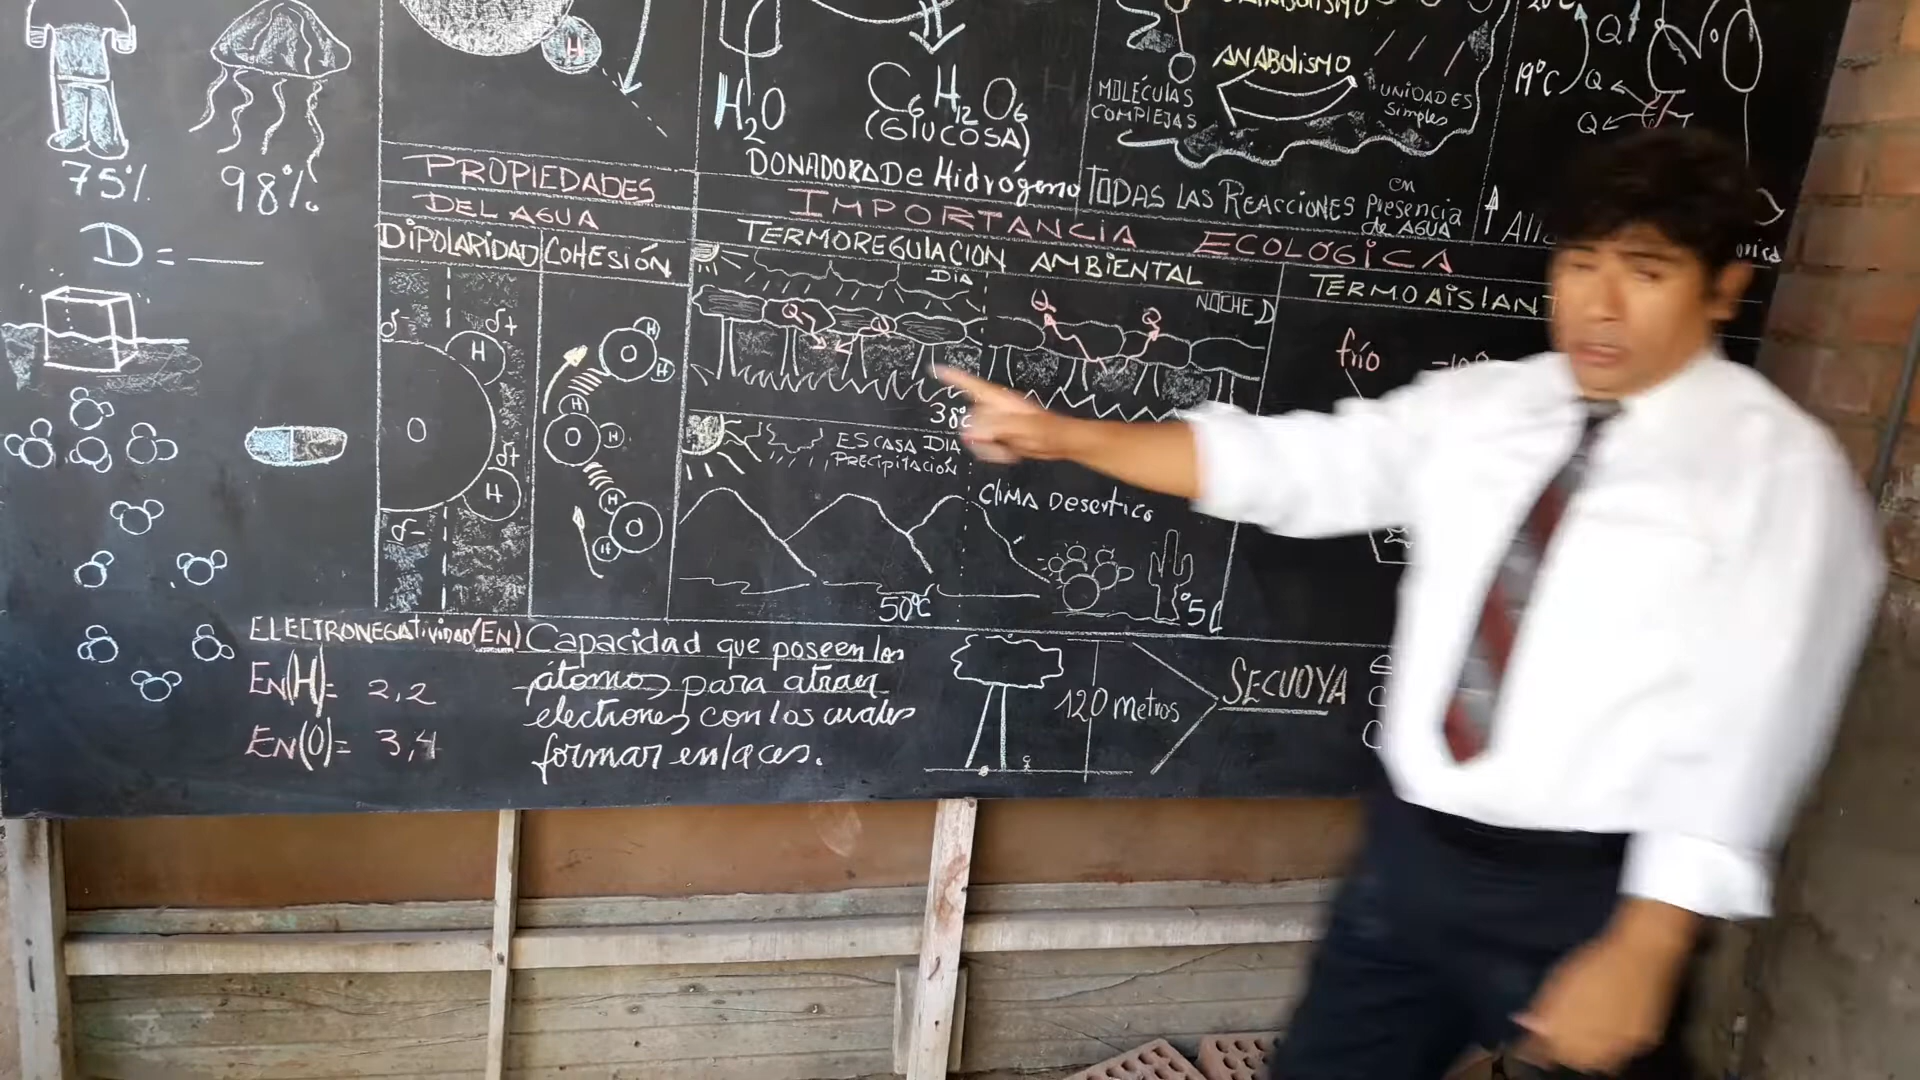 75%
98%
D =
H
H
H2O
C6H12O6
(GLUCOSA)
DONADORA De Hidrógeno
ANABOLISMO
MOLÉCULAS
COMPLEJAS
UNIDADES
Simples
TODAS LAS REACCIONES en
Presencia
de AGUA
19°C
Q
Q
Q
PROPIEDADES
DEL AGUA
DIPOLARIDAD
COHESIÓN
δ-
δ+
H
O
δ+
H
δ-
H
O
H
H
O
H
H
O
H
IMPORTANCIA ECOLÓGICA
TERMOREGULACION AMBIENTAL
DIA
NOCHE
Q
Q
Q
Q
38°C
ESCASA DIA
PRECIPITACIÓN
CLIMA Desertico
50°C
°5C
TERMOAISLANT
frío
ELECTRONEGATIVIDAD (EN)
EN(H)= 2,2
EN(O)= 3,4
Capacidad que poseen los
átomos para atraer
electrones con los cuales
formar enlaces.
120 metros
SECUOYA